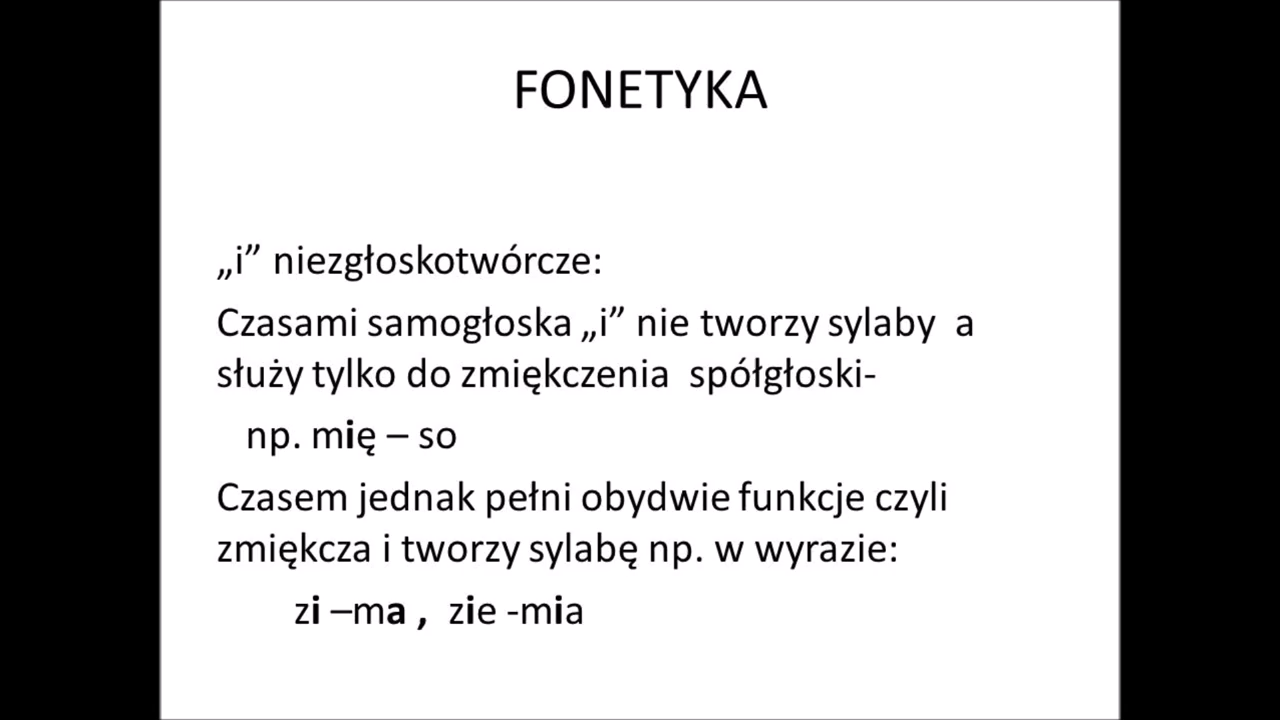 FONETYKA
„i” niezgłoskotwórcze:
Czasami samogłoska „i” nie tworzy sylaby  a
służy tylko do zmiękczenia  spółgłoski-
np. mię – so
Czasem jednak pełni obydwie funkcje czyli
zmiękcza i tworzy sylabę np. w wyrazie:
zi –ma ,  zie -mia